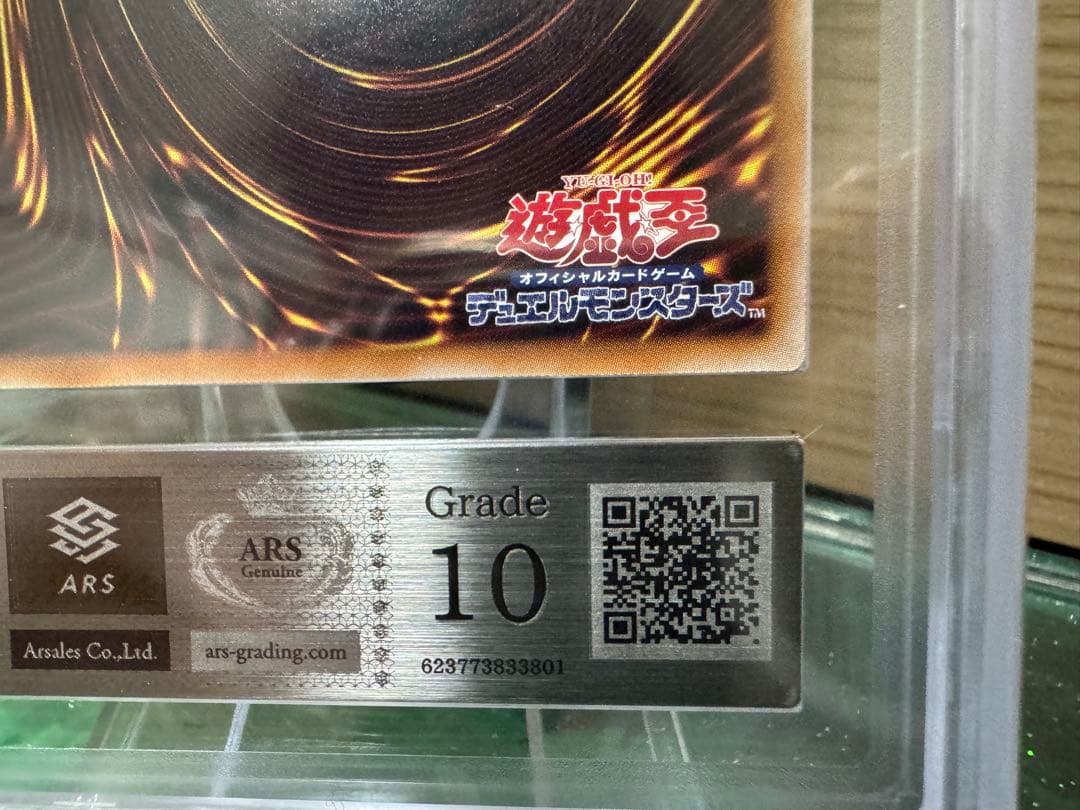 YU-GI-OH!
遊戯王
オフィシャルカードゲーム
デュエルモンスターズ™
ARS
Arsales Co.,Ltd.
ARS
Genuine
ars-grading.com
Grade
10
623773833801